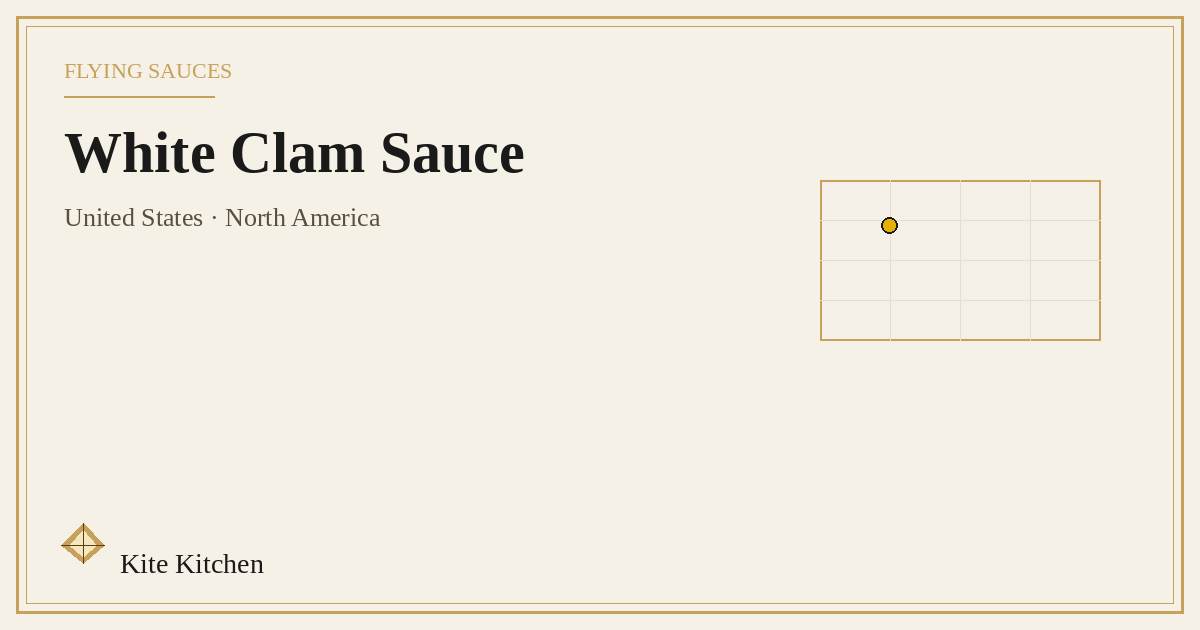 FLYING SAUCES
White Clam Sauce
United States · North America
Kite Kitchen